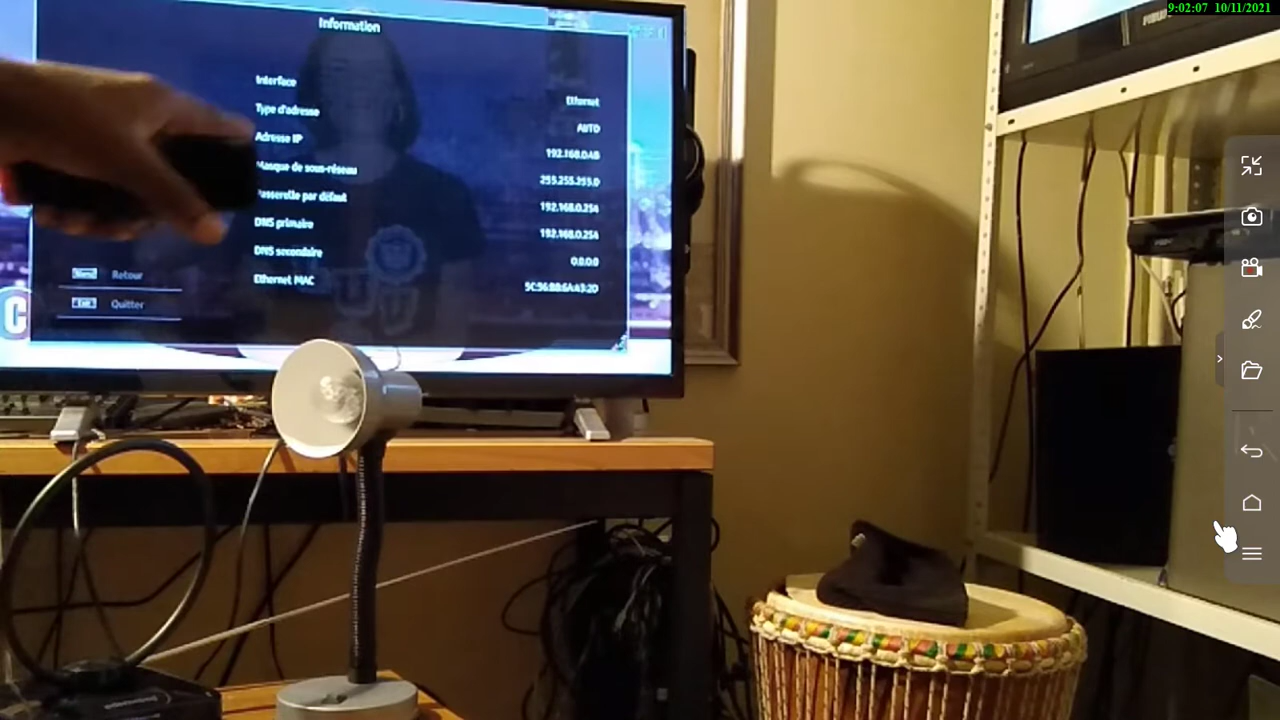 9:02:07 10/11/2021
Information
Interface Ethernet
Type d'adresse AUTO
Adresse IP 192.168.0.48
Masque de sous-réseau 255.255.255.0
Passerelle par défaut 192.168.0.254
DNS primaire 192.168.0.254
DNS secondaire 0.0.0.0
Ethernet MAC
Menu Retour
Exit Quitter
C